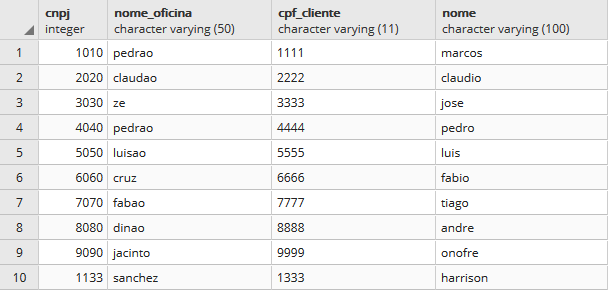 cnpj nome_oficina cpf_cliente nome
integer character varying (50) character varying (11) character varying (100)
1 1010 pedrao 1111 marcos
2 2020 claudao 2222 claudio
3 3030 ze 3333 jose
4 4040 pedrao 4444 pedro
5 5050 luisao 5555 luis
6 6060 cruz 6666 fabio
7 7070 fabao 7777 tiago
8 8080 dinao 8888 andre
9 9090 jacinto 9999 onofre
10 1133 sanchez 1333 harrison